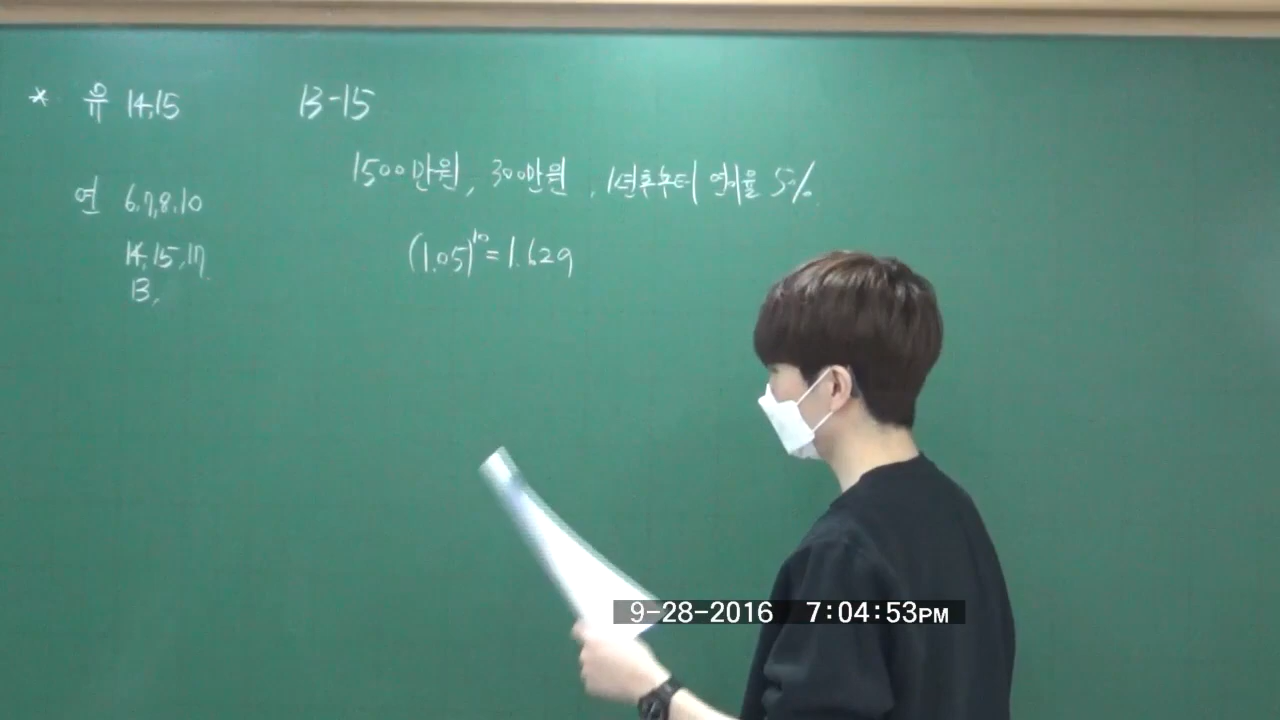 * 유 14,15
연 6,7,8,10
14,15,17
B,
B-15
1500만원, 300만원, 1년후부터 연이율 5%
(1.05)¹⁰=1.629
9-28-2016 7:04:53PM